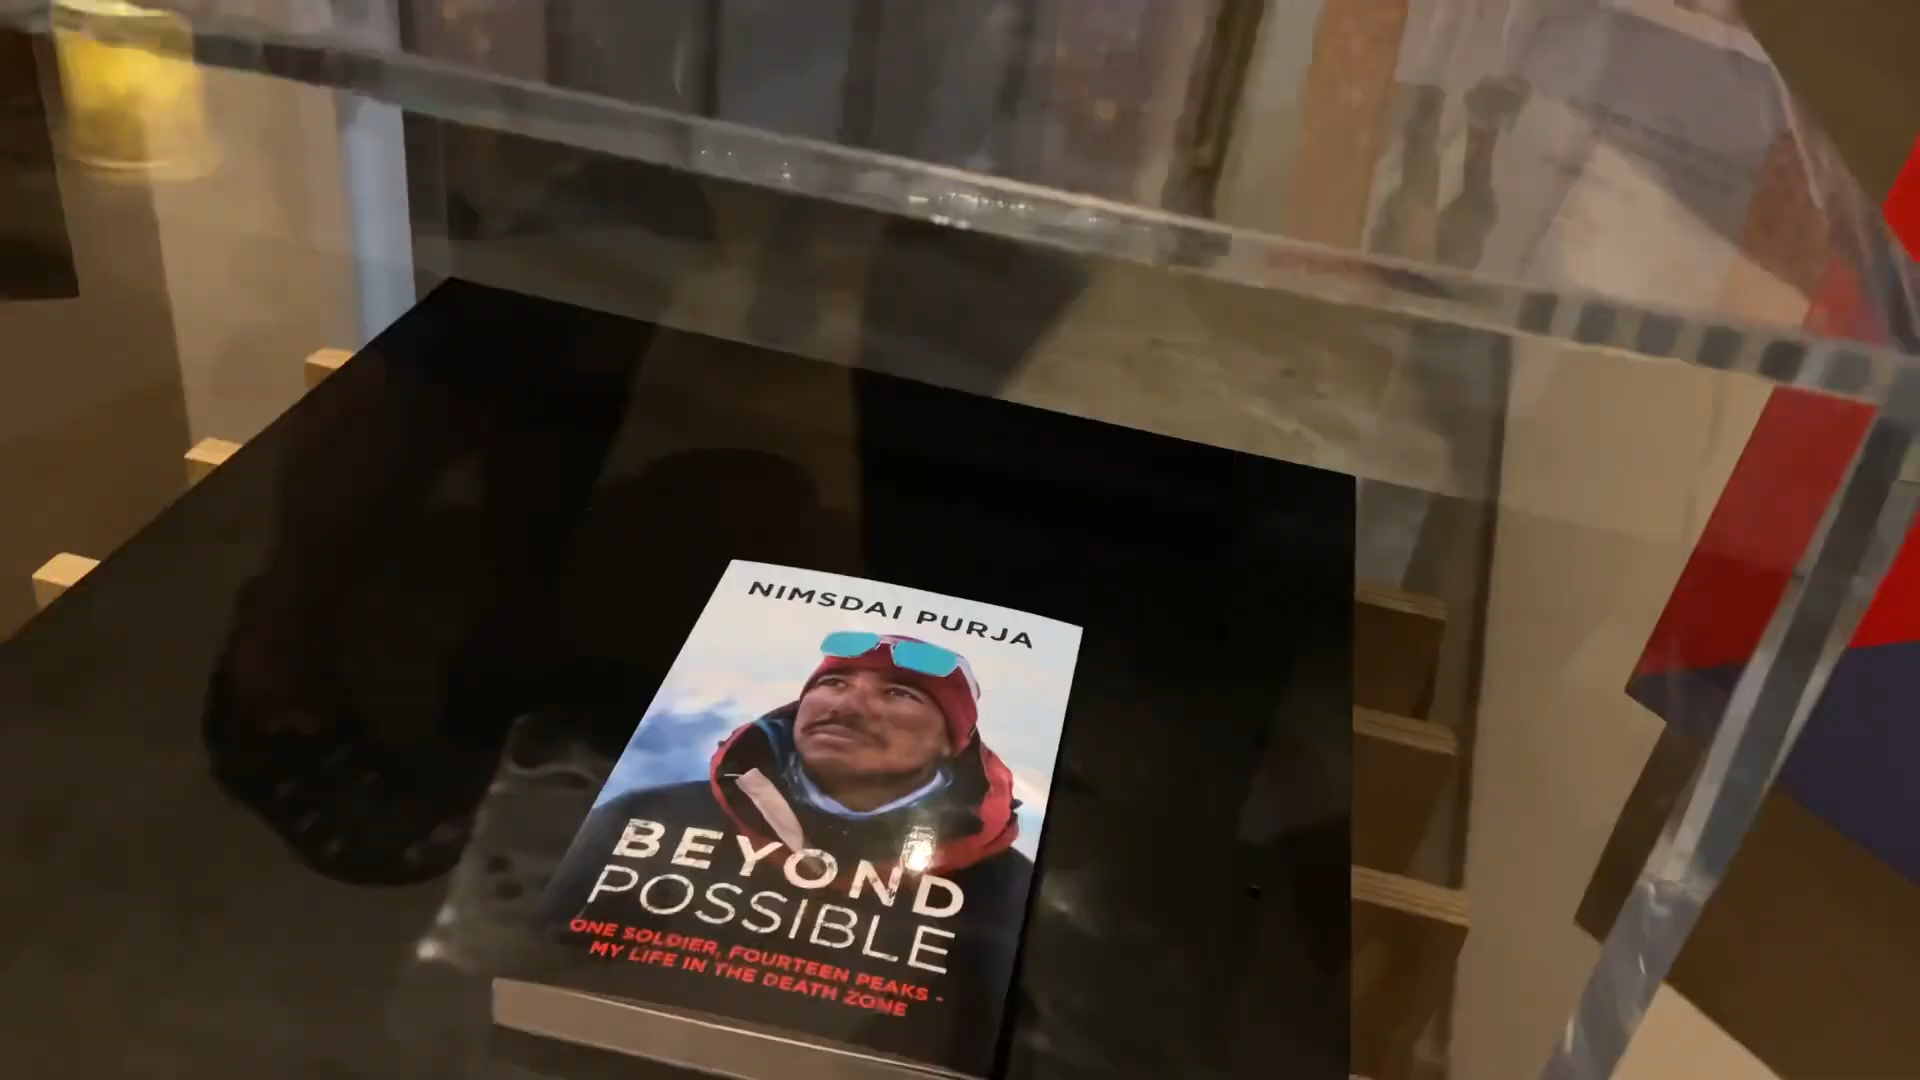 NIMSDAI PURJA
BEYOND
POSSIBLE
ONE SOLDIER, FOURTEEN PEAKS -
MY LIFE IN THE DEATH ZONE